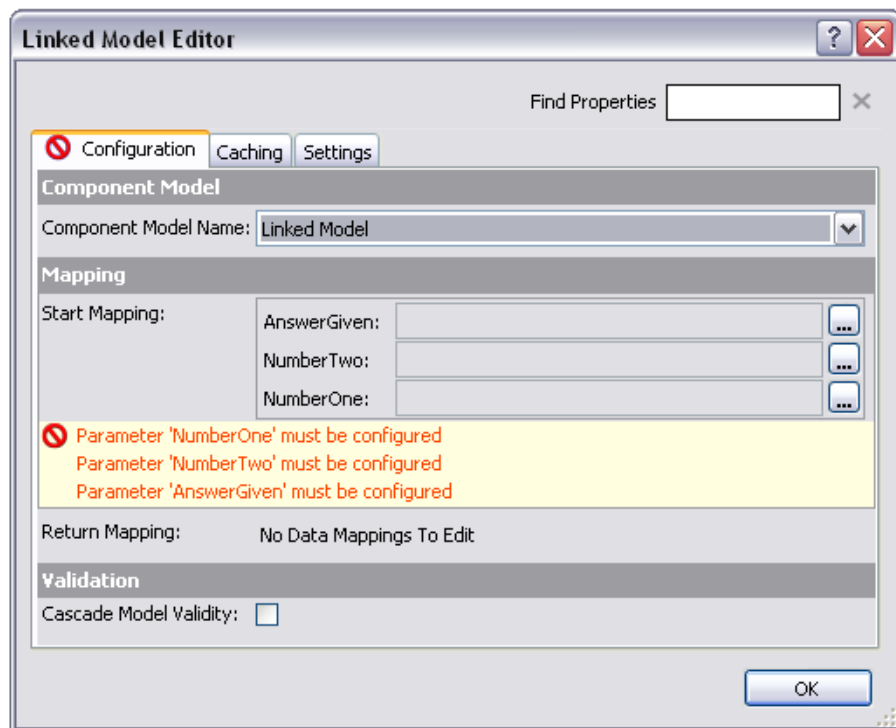 Linked Model Editor
?
Find Properties
Configuration Caching Settings
Component Model
Component Model Name: Linked Model
Mapping
Start Mapping:
AnswerGiven: ...
NumberTwo: ...
NumberOne: ...
Parameter 'NumberOne' must be configured
Parameter 'NumberTwo' must be configured
Parameter 'AnswerGiven' must be configured
Return Mapping: No Data Mappings To Edit
Validation
Cascade Model Validity:
OK